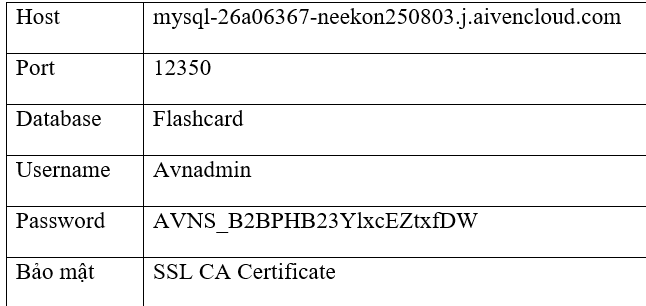 Host mysql-26a06367-neekon250803.j.aivencloud.com
Port 12350
Database Flashcard
Username Avnadmin
Password AVNS_B2BPHB23YlxcEZtxfDW
Bảo mật SSL CA Certificate